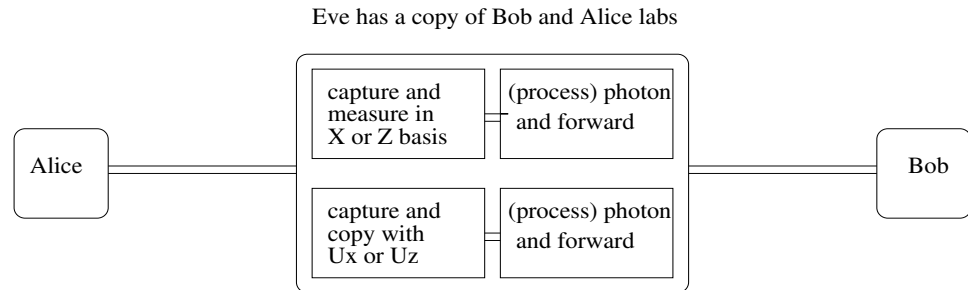 Eve has a copy of Bob and Alice labs
capture and
measure in
X or Z basis
(process) photon
and forward
Alice
Bob
capture and
copy with
Ux or Uz
(process) photon
and forward